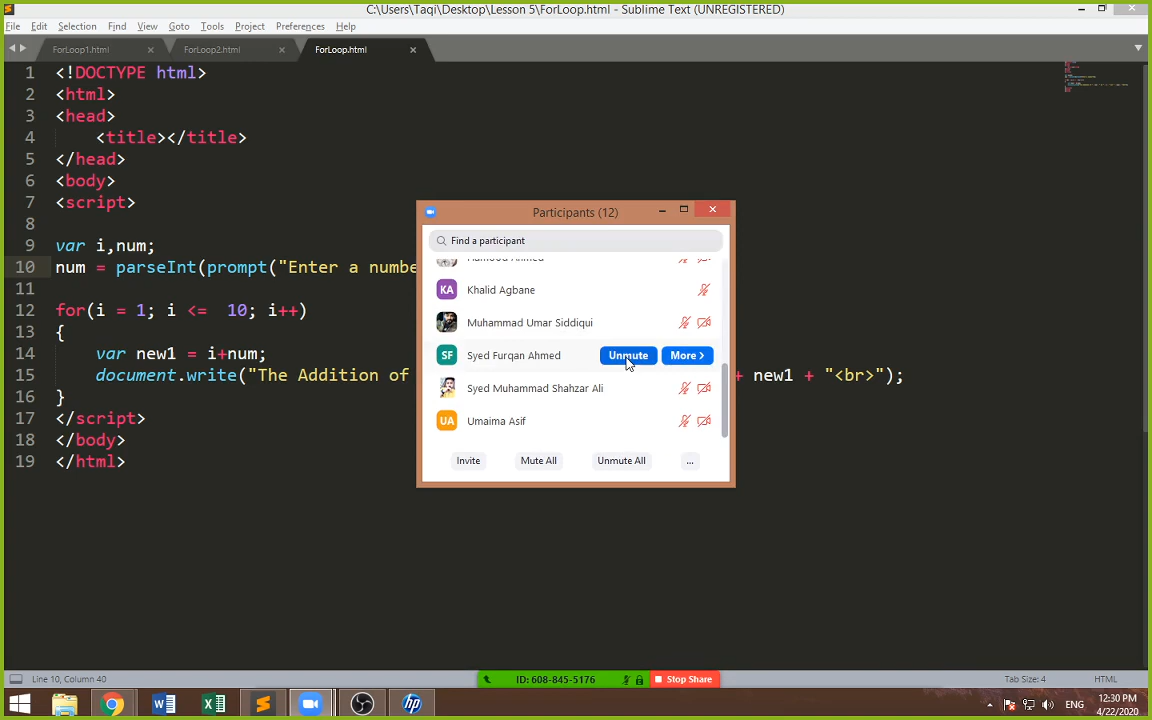 C:\Users\Taqi\Desktop\Lesson 5\ForLoop.html - Sublime Text (UNREGISTERED)
File Edit Selection Find View Goto Tools Project Preferences Help
ForLoop1.html ForLoop2.html ForLoop.html
1 <!DOCTYPE html>
2 <html>
3 <head>
4 <title></title>
5 </head>
6 <body>
7 <script>
8
9 var i,num;
10 num = parseInt(prompt("Enter a numbe
11
12 for(i = 1; i <= 10; i++)
13 {
14 var new1 = i+num;
15 document.write("The Addition of + new1 + "<br>");
16 }
17 </script>
18 </body>
19 </html>
Participants (12)
Find a participant
KA Khalid Agbane
Muhammad Umar Siddiqui
SF Syed Furqan Ahmed Unmute More >
Syed Muhammad Shahzar Ali
UA Umaima Asif
Invite Mute All Unmute All ...
Line 10, Column 40
ID: 608-845-5176 Stop Share
Tab Size: 4 HTML
ENG 12:30 PM
4/22/2020